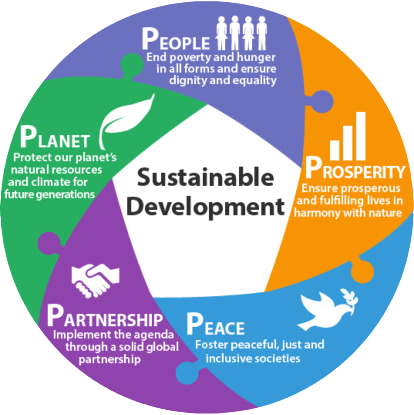 PEOPLE
End poverty and hunger
in all forms and ensure
dignity and equality
PROSPERITY
Ensure prosperous
and fulfilling lives in
harmony with nature
PEACE
Foster peaceful, just and
inclusive societies
PARTNERSHIP
Implement the agenda
through a solid global
partnership
PLANET
Protect our planet's
natural resources
and climate for
future generations
Sustainable
Development